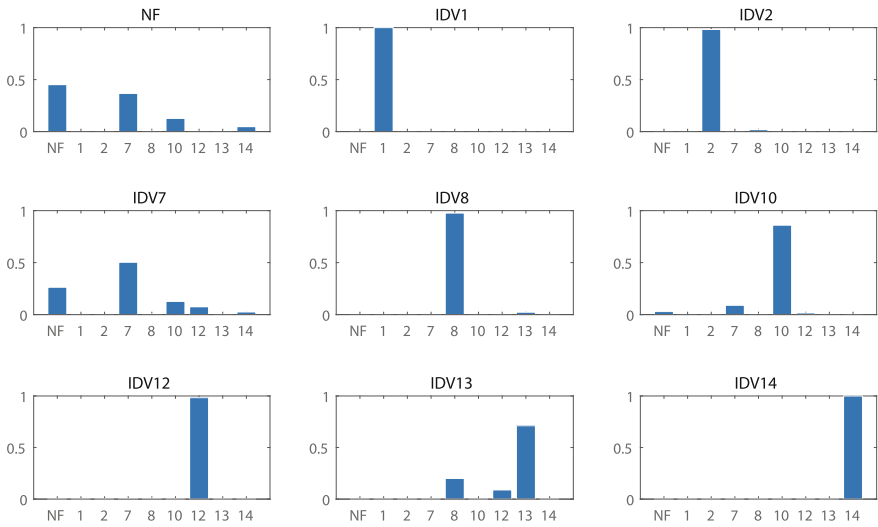 NF IDV1 IDV2
1 1 1
0.5 0.5 0.5
0 0 0
NF 1 2 7 8 10 12 13 14 NF 1 2 7 8 10 12 13 14 NF 1 2 7 8 10 12 13 14
IDV7 IDV8 IDV10
1 1 1
0.5 0.5 0.5
0 0 0
NF 1 2 7 8 10 12 13 14 NF 1 2 7 8 10 12 13 14 NF 1 2 7 8 10 12 13 14
IDV12 IDV13 IDV14
1 1 1
0.5 0.5 0.5
0 0 0
NF 1 2 7 8 10 12 13 14 NF 1 2 7 8 10 12 13 14 NF 1 2 7 8 10 12 13 14